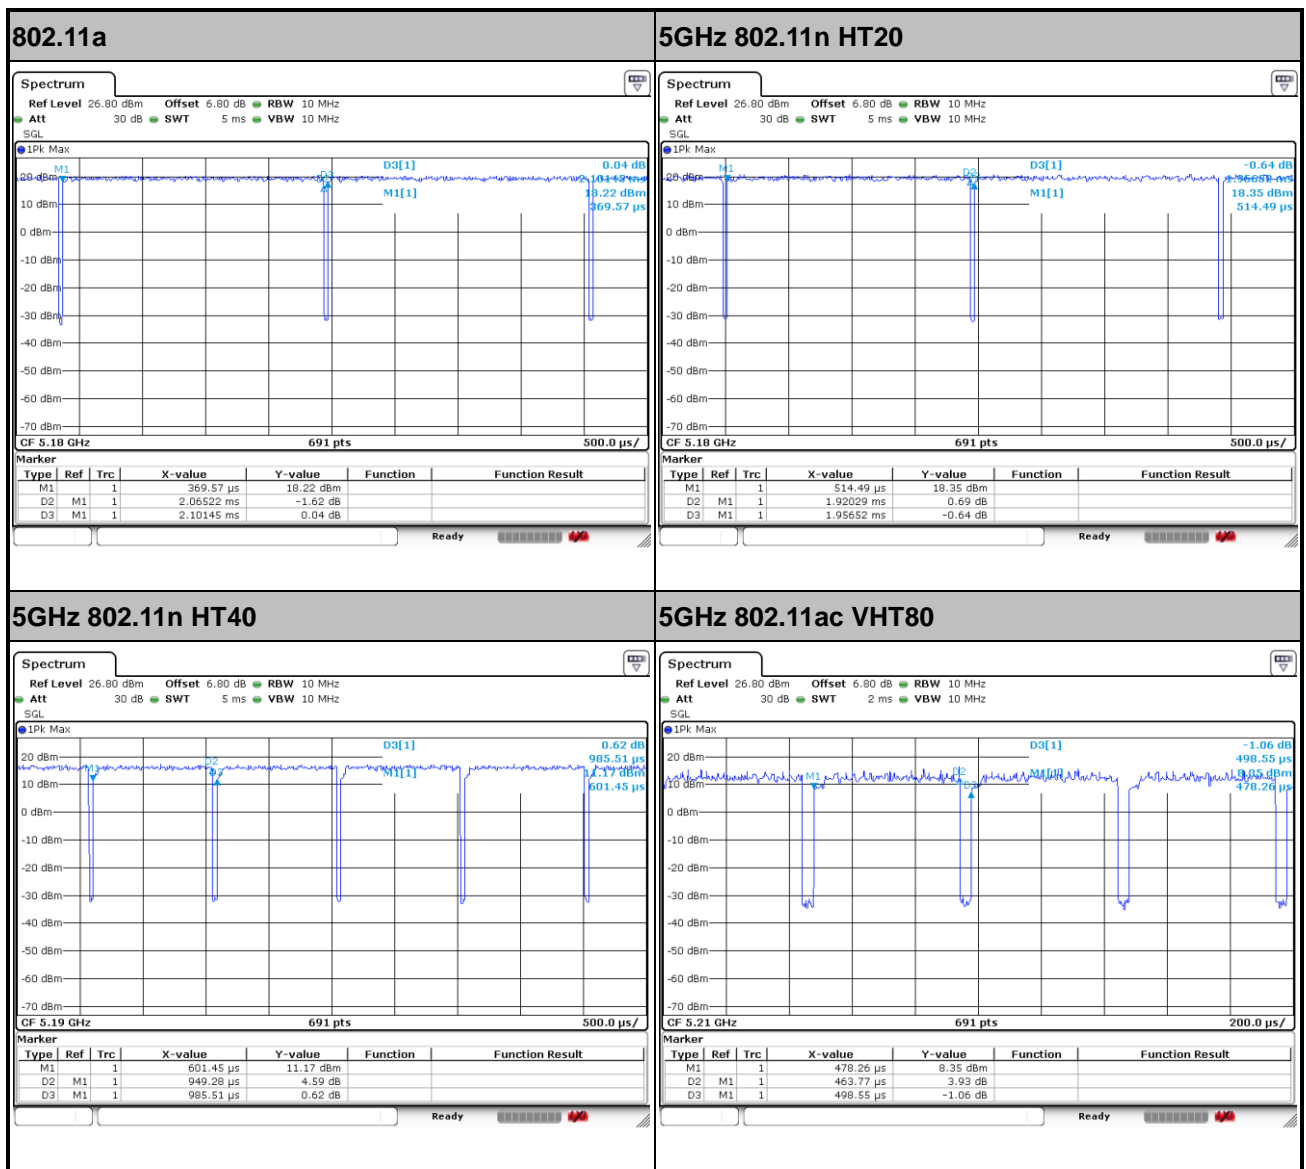 802.11a
Spectrum
Ref Level 26.80 dBm Offset 6.80 dB RBW 10 MHz
Att 30 dB SWT 5 ms VBW 10 MHz
SGL
1Pk Max
D3[1] 0.04 dB
2.10145 ms
M1[1] 18.22 dBm
369.57 µs
M1
D3
20 dBm
10 dBm
0 dBm
-10 dBm
-20 dBm
-30 dBm
-40 dBm
-50 dBm
-60 dBm
-70 dBm
CF 5.18 GHz 691 pts 500.0 µs/
Marker
Type Ref Trc X-value Y-value Function Function Result
M1 1 369.57 µs 18.22 dBm
D2 M1 1 2.06522 ms -1.62 dB
D3 M1 1 2.10145 ms 0.04 dB
Ready
5GHz 802.11n HT20
Spectrum
Ref Level 26.80 dBm Offset 6.80 dB RBW 10 MHz
Att 30 dB SWT 5 ms VBW 10 MHz
SGL
1Pk Max
D3[1] -0.64 dB
1.95652 ms
M1[1] 18.35 dBm
514.49 µs
M1
D2
20 dBm
10 dBm
0 dBm
-10 dBm
-20 dBm
-30 dBm
-40 dBm
-50 dBm
-60 dBm
-70 dBm
CF 5.18 GHz 691 pts 500.0 µs/
Marker
Type Ref Trc X-value Y-value Function Function Result
M1 1 514.49 µs 18.35 dBm
D2 M1 1 1.92029 ms 0.69 dB
D3 M1 1 1.95652 ms -0.64 dB
Ready
5GHz 802.11n HT40
Spectrum
Ref Level 26.80 dBm Offset 6.80 dB RBW 10 MHz
Att 30 dB SWT 5 ms VBW 10 MHz
SGL
1Pk Max
D3[1] 0.62 dB
985.51 µs
M1[1] 11.17 dBm
601.45 µs
M1
D2
D3
20 dBm
10 dBm
0 dBm
-10 dBm
-20 dBm
-30 dBm
-40 dBm
-50 dBm
-60 dBm
-70 dBm
CF 5.19 GHz 691 pts 500.0 µs/
Marker
Type Ref Trc X-value Y-value Function Function Result
M1 1 601.45 µs 11.17 dBm
D2 M1 1 949.28 µs 4.59 dB
D3 M1 1 985.51 µs 0.62 dB
Ready
5GHz 802.11ac VHT80
Spectrum
Ref Level 26.80 dBm Offset 6.80 dB RBW 10 MHz
Att 30 dB SWT 2 ms VBW 10 MHz
SGL
1Pk Max
D3[1] -1.06 dB
498.55 µs
M1[1] 8.35 dBm
478.26 µs
M1
D2
D3
20 dBm
10 dBm
0 dBm
-10 dBm
-20 dBm
-30 dBm
-40 dBm
-50 dBm
-60 dBm
-70 dBm
CF 5.21 GHz 691 pts 200.0 µs/
Marker
Type Ref Trc X-value Y-value Function Function Result
M1 1 478.26 µs 8.35 dBm
D2 M1 1 463.77 µs 3.93 dB
D3 M1 1 498.55 µs -1.06 dB
Ready